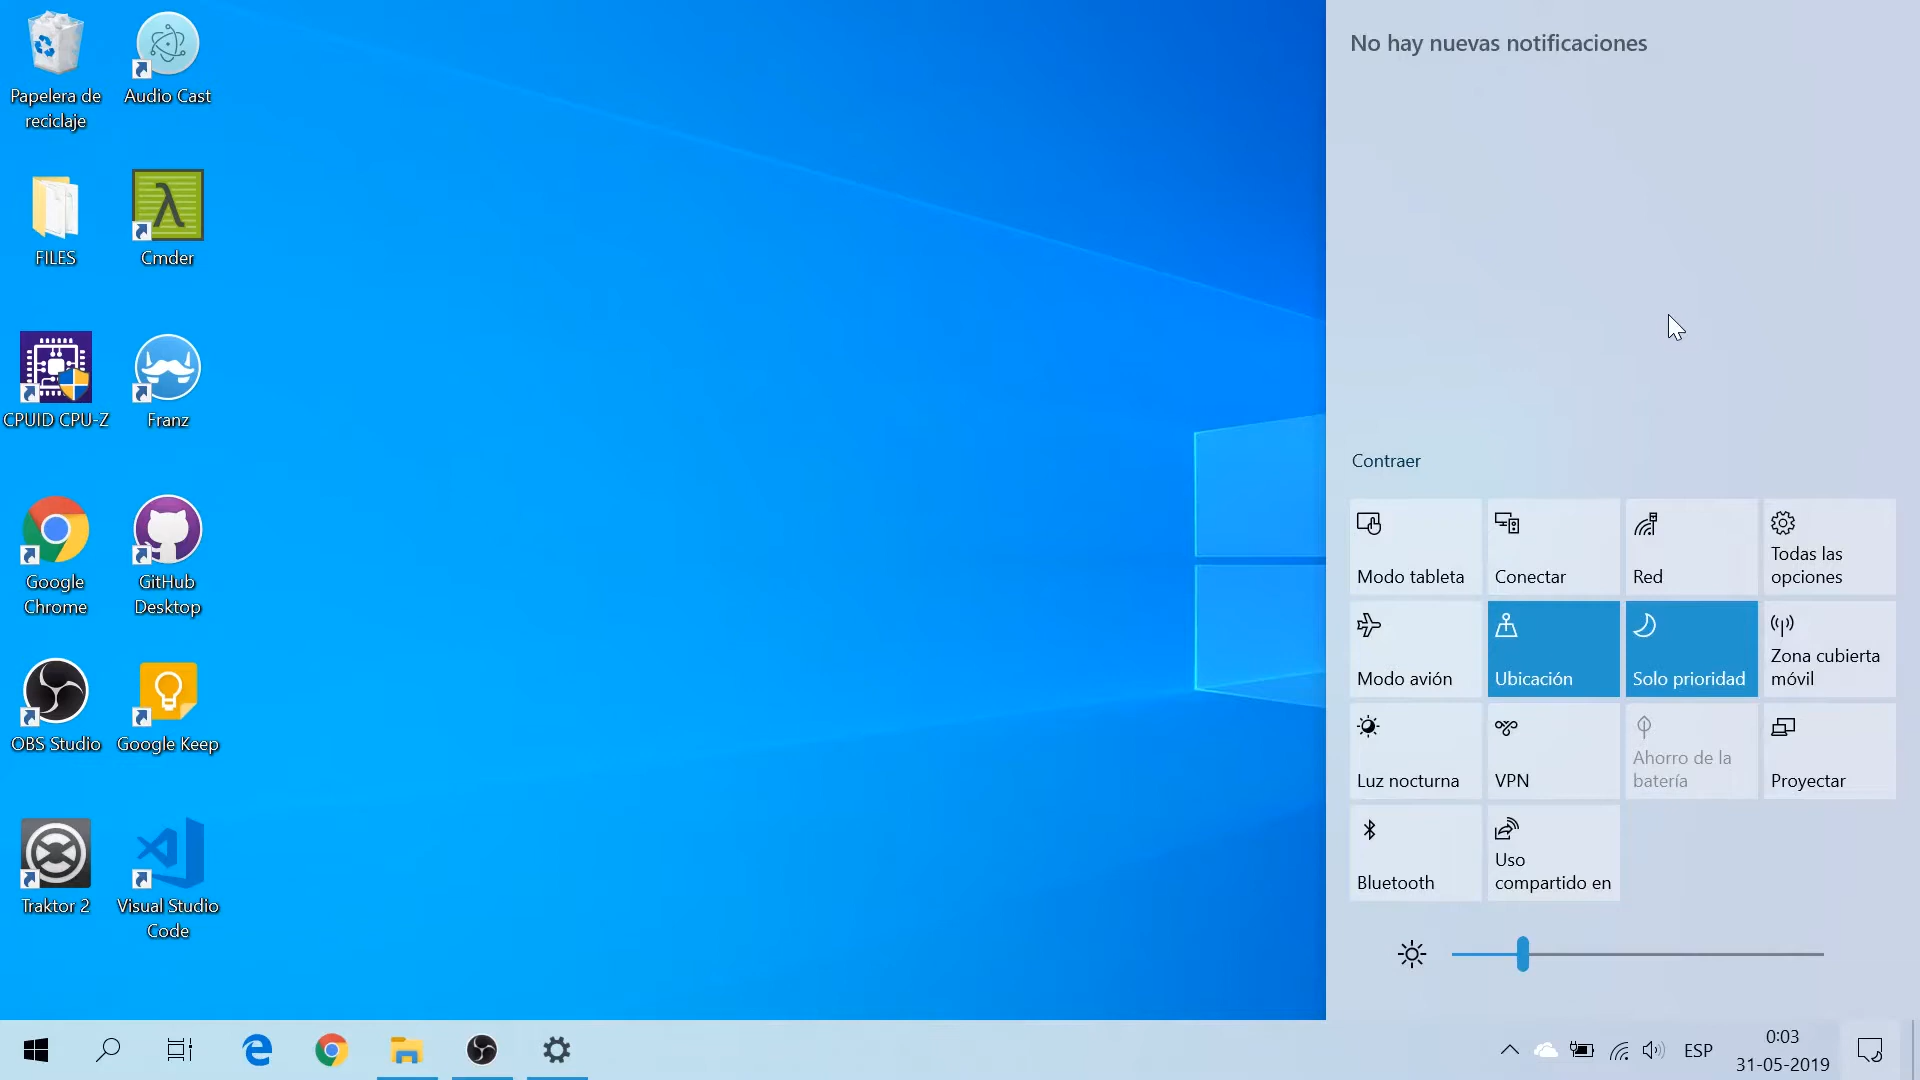 Papelera de
reciclaje
Audio Cast
FILES
Cmder
CPUID CPU-Z
Franz
Google
Chrome
GitHub
Desktop
OBS Studio
Google Keep
Traktor 2
Visual Studio
Code
No hay nuevas notificaciones
Contraer
Modo tableta
Conectar
Red
Todas las
opciones
Modo avión
Ubicación
Solo prioridad
Zona cubierta
móvil
Luz nocturna
VPN
Ahorro de la
batería
Proyectar
Bluetooth
Uso
compartido en
ESP
0:03
31-05-2019